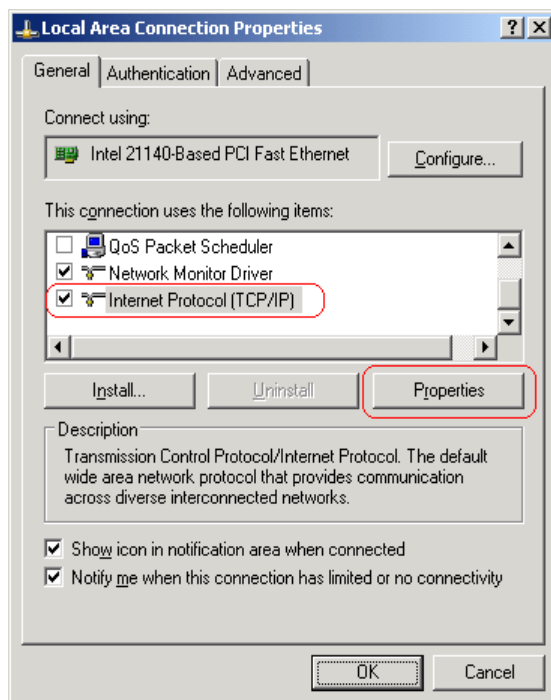 Local Area Connection Properties
General Authentication Advanced
Connect using:
Intel 21140-Based PCI Fast Ethernet
Configure...
This connection uses the following items:
QoS Packet Scheduler
Network Monitor Driver
Internet Protocol (TCP/IP)
Install... Uninstall Properties
Description
Transmission Control Protocol/Internet Protocol. The default
wide area network protocol that provides communication
across diverse interconnected networks.
Show icon in notification area when connected
Notify me when this connection has limited or no connectivity
OK Cancel